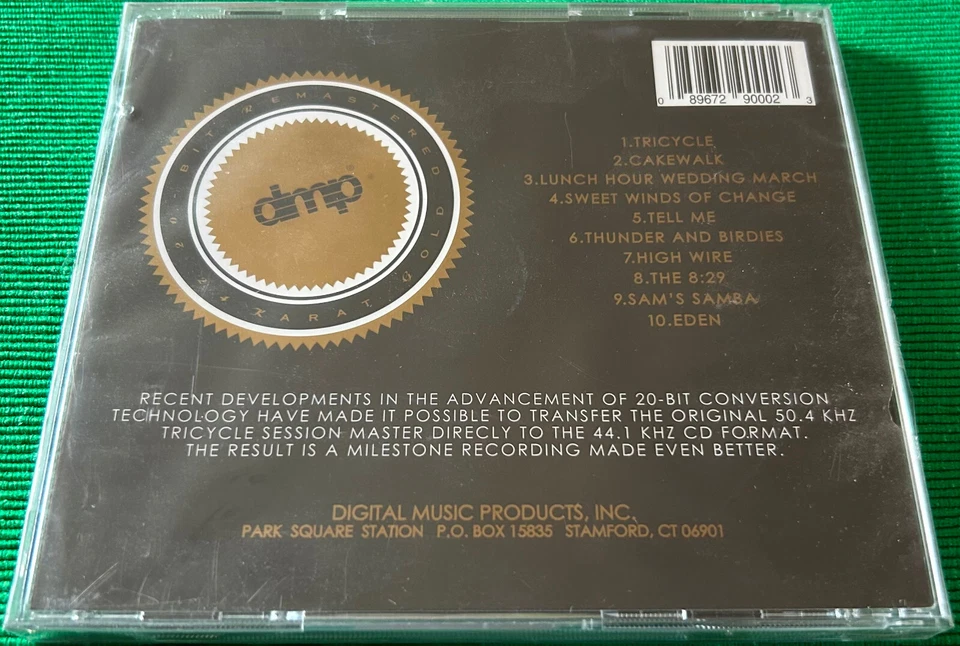 20 BIT REMASTERED
24 KARAT GOLD
dmp
0 89672 90002 3
1.TRICYCLE
2.CAKEWALK
3.LUNCH HOUR WEDDING MARCH
4.SWEET WINDS OF CHANGE
5.TELL ME
6.THUNDER AND BIRDIES
7.HIGH WIRE
8.THE 8:29
9.SAM'S SAMBA
10.EDEN
RECENT DEVELOPMENTS IN THE ADVANCEMENT OF 20-BIT CONVERSION
TECHNOLOGY HAVE MADE IT POSSIBLE TO TRANSFER THE ORIGINAL 50.4 KHZ
TRICYCLE SESSION MASTER DIRECLY TO THE 44.1 KHZ CD FORMAT.
THE RESULT IS A MILESTONE RECORDING MADE EVEN BETTER.
DIGITAL MUSIC PRODUCTS, INC.
PARK SQUARE STATION P.O. BOX 15835 STAMFORD, CT 06901